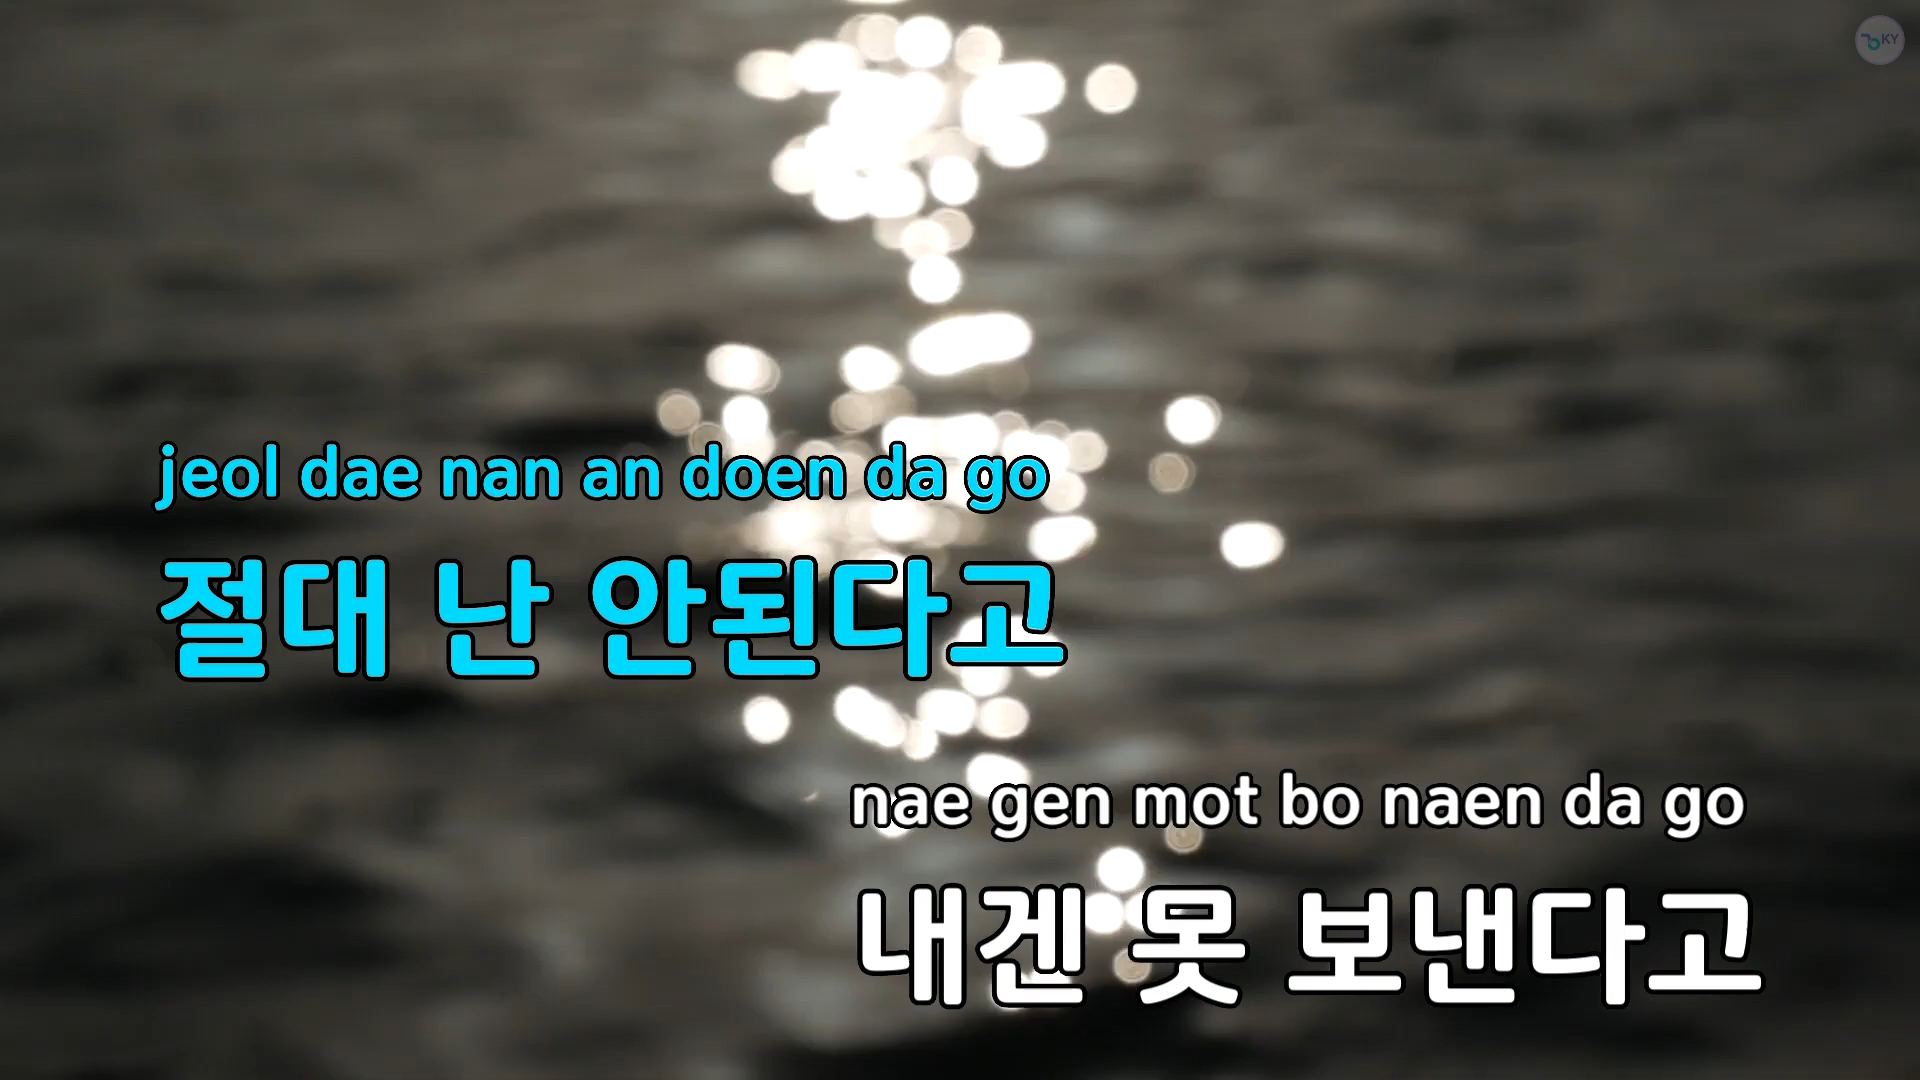 KY
jeol dae nan an doen da go
절대 난 안된다고
nae gen mot bo naen da go
내겐 못 보낸다고